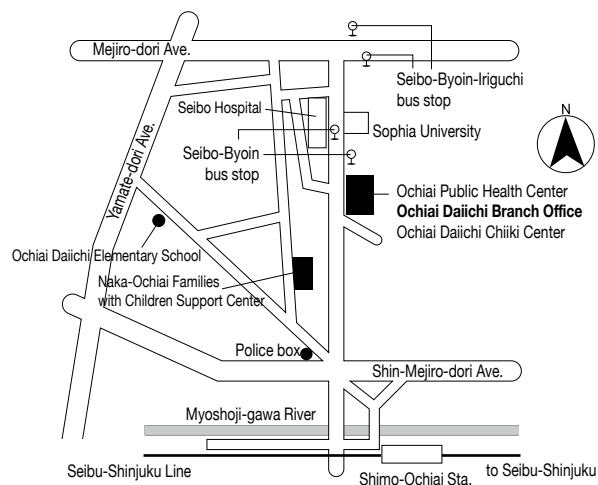 Mejiro-dori Ave.
Seibo-Byoin-Iriguchi
bus stop
Seibo Hospital
Sophia University
N
Yamate-dori Ave.
Seibo-Byoin
bus stop
Ochiai Public Health Center
Ochiai Daiichi Branch Office
Ochiai Daiichi Chiiki Center
Ochiai Daiichi Elementary School
Naka-Ochiai Families
with Children Support Center
Police box
Shin-Mejiro-dori Ave.
Myoshoji-gawa River
Seibu-Shinjuku Line
Shimo-Ochiai Sta.
to Seibu-Shinjuku